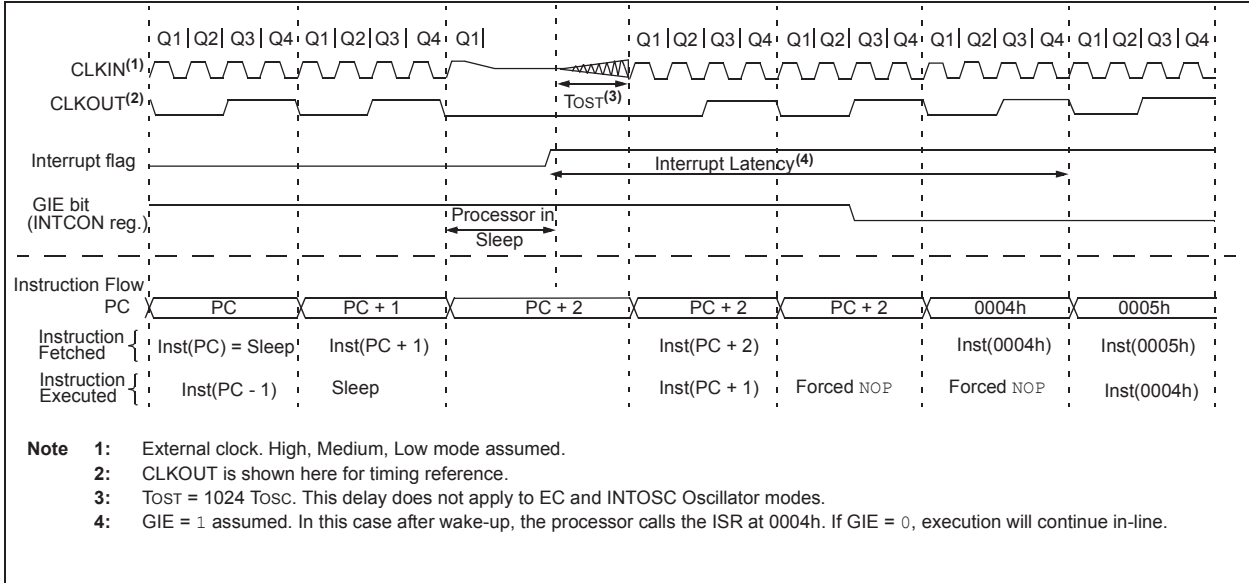 Q1 Q2 Q3 Q4 Q1 Q2 Q3 Q4 Q1 Q1 Q2 Q3 Q4 Q1 Q2 Q3 Q4 Q1 Q2 Q3 Q4 Q1 Q2 Q3 Q4
CLKIN(1)
CLKOUT(2)
TOST(3)
Interrupt flag
Interrupt Latency(4)
GIE bit
(INTCON reg.)
Processor in
Sleep
Instruction Flow
PC PC PC + 1 PC + 2 PC + 2 PC + 2 0004h 0005h
Instruction
Fetched
Inst(PC) = Sleep Inst(PC + 1) Inst(PC + 2) Inst(0004h) Inst(0005h)
Instruction
Executed
Inst(PC - 1) Sleep Inst(PC + 1) Forced NOP Forced NOP Inst(0004h)
Note 1: External clock. High, Medium, Low mode assumed.
2: CLKOUT is shown here for timing reference.
3: TOST = 1024 TOSC. This delay does not apply to EC and INTOSC Oscillator modes.
4: GIE = 1 assumed. In this case after wake-up, the processor calls the ISR at 0004h. If GIE = 0, execution will continue in-line.